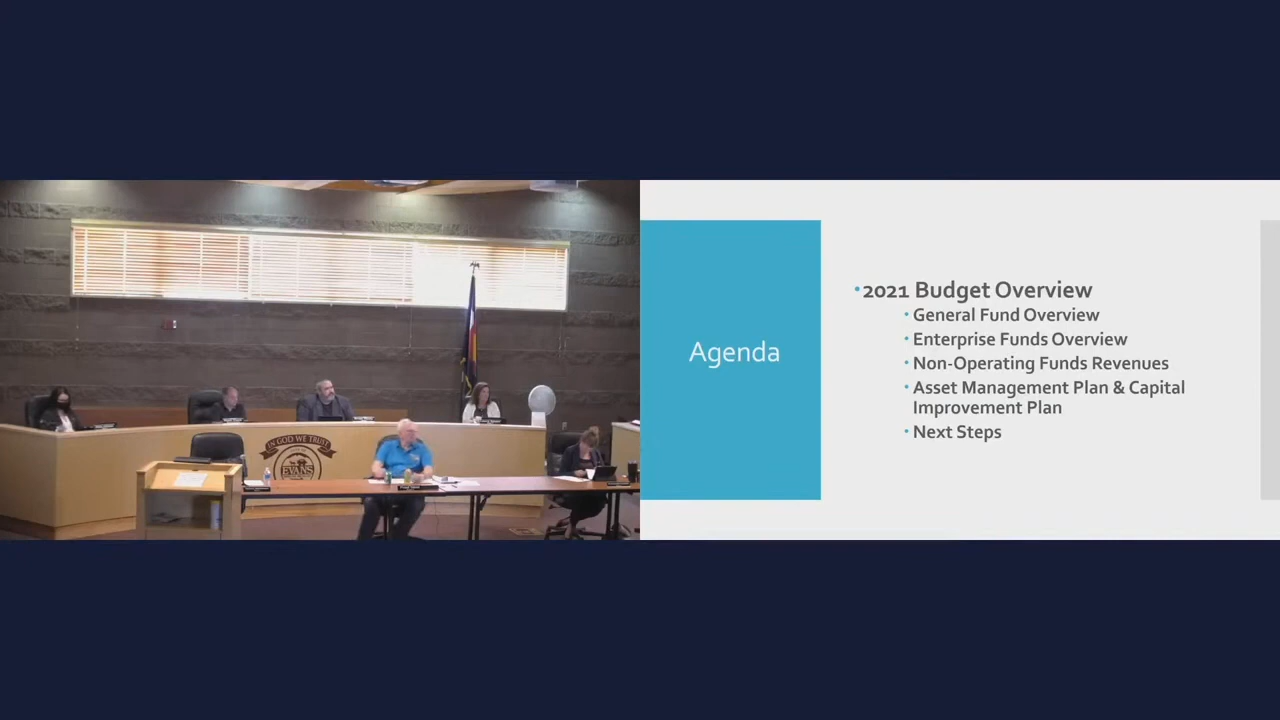 IN GOD WE TRUST
EVANS
Agenda
•2021 Budget Overview
• General Fund Overview
• Enterprise Funds Overview
• Non-Operating Funds Revenues
• Asset Management Plan & Capital
Improvement Plan
• Next Steps